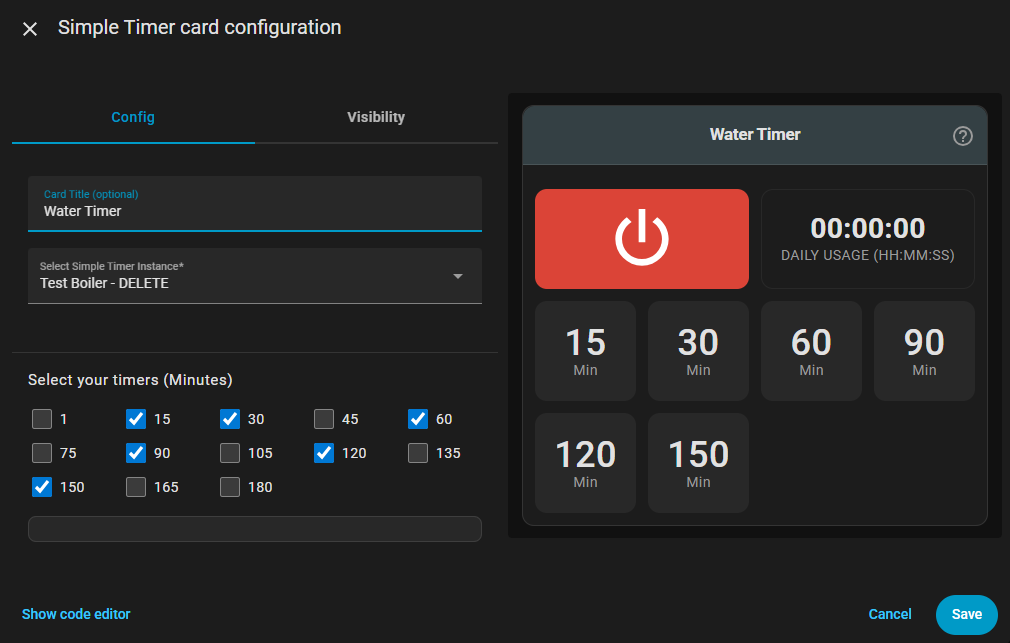 Simple Timer card configuration
Config
Visibility
Card Title (optional)
Water Timer
Select Simple Timer Instance*
Test Boiler - DELETE
Select your timers (Minutes)
1 15 30 45 60
75 90 105 120 135
150 165 180
Water Timer
?
00:00:00
DAILY USAGE (HH:MM:SS)
15 30 60 90
Min Min Min Min
120 150
Min Min
Show code editor
Cancel
Save